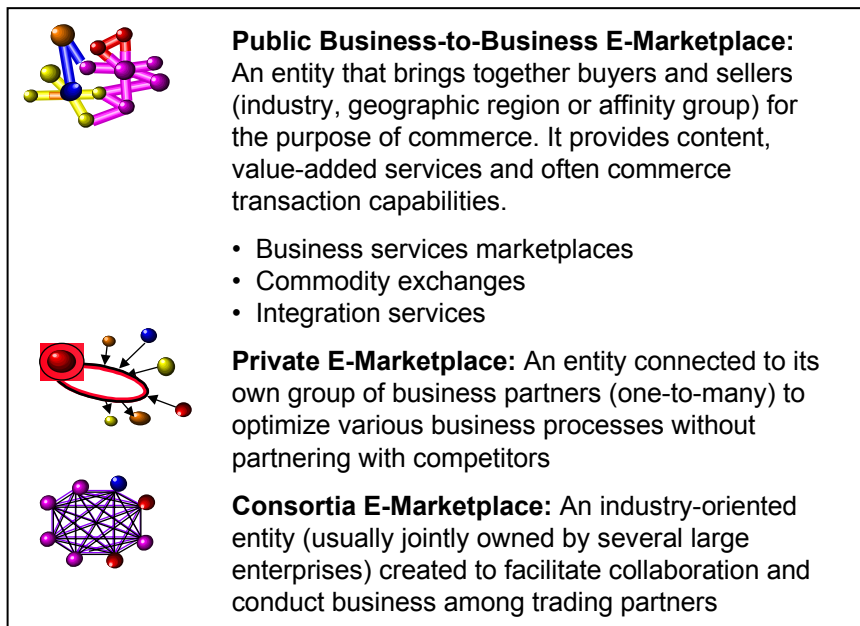 Public Business-to-Business E-Marketplace:
An entity that brings together buyers and sellers
(industry, geographic region or affinity group) for
the purpose of commerce. It provides content,
value-added services and often commerce
transaction capabilities.
• Business services marketplaces
• Commodity exchanges
• Integration services
Private E-Marketplace: An entity connected to its
own group of business partners (one-to-many) to
optimize various business processes without
partnering with competitors
Consortia E-Marketplace: An industry-oriented
entity (usually jointly owned by several large
enterprises) created to facilitate collaboration and
conduct business among trading partners